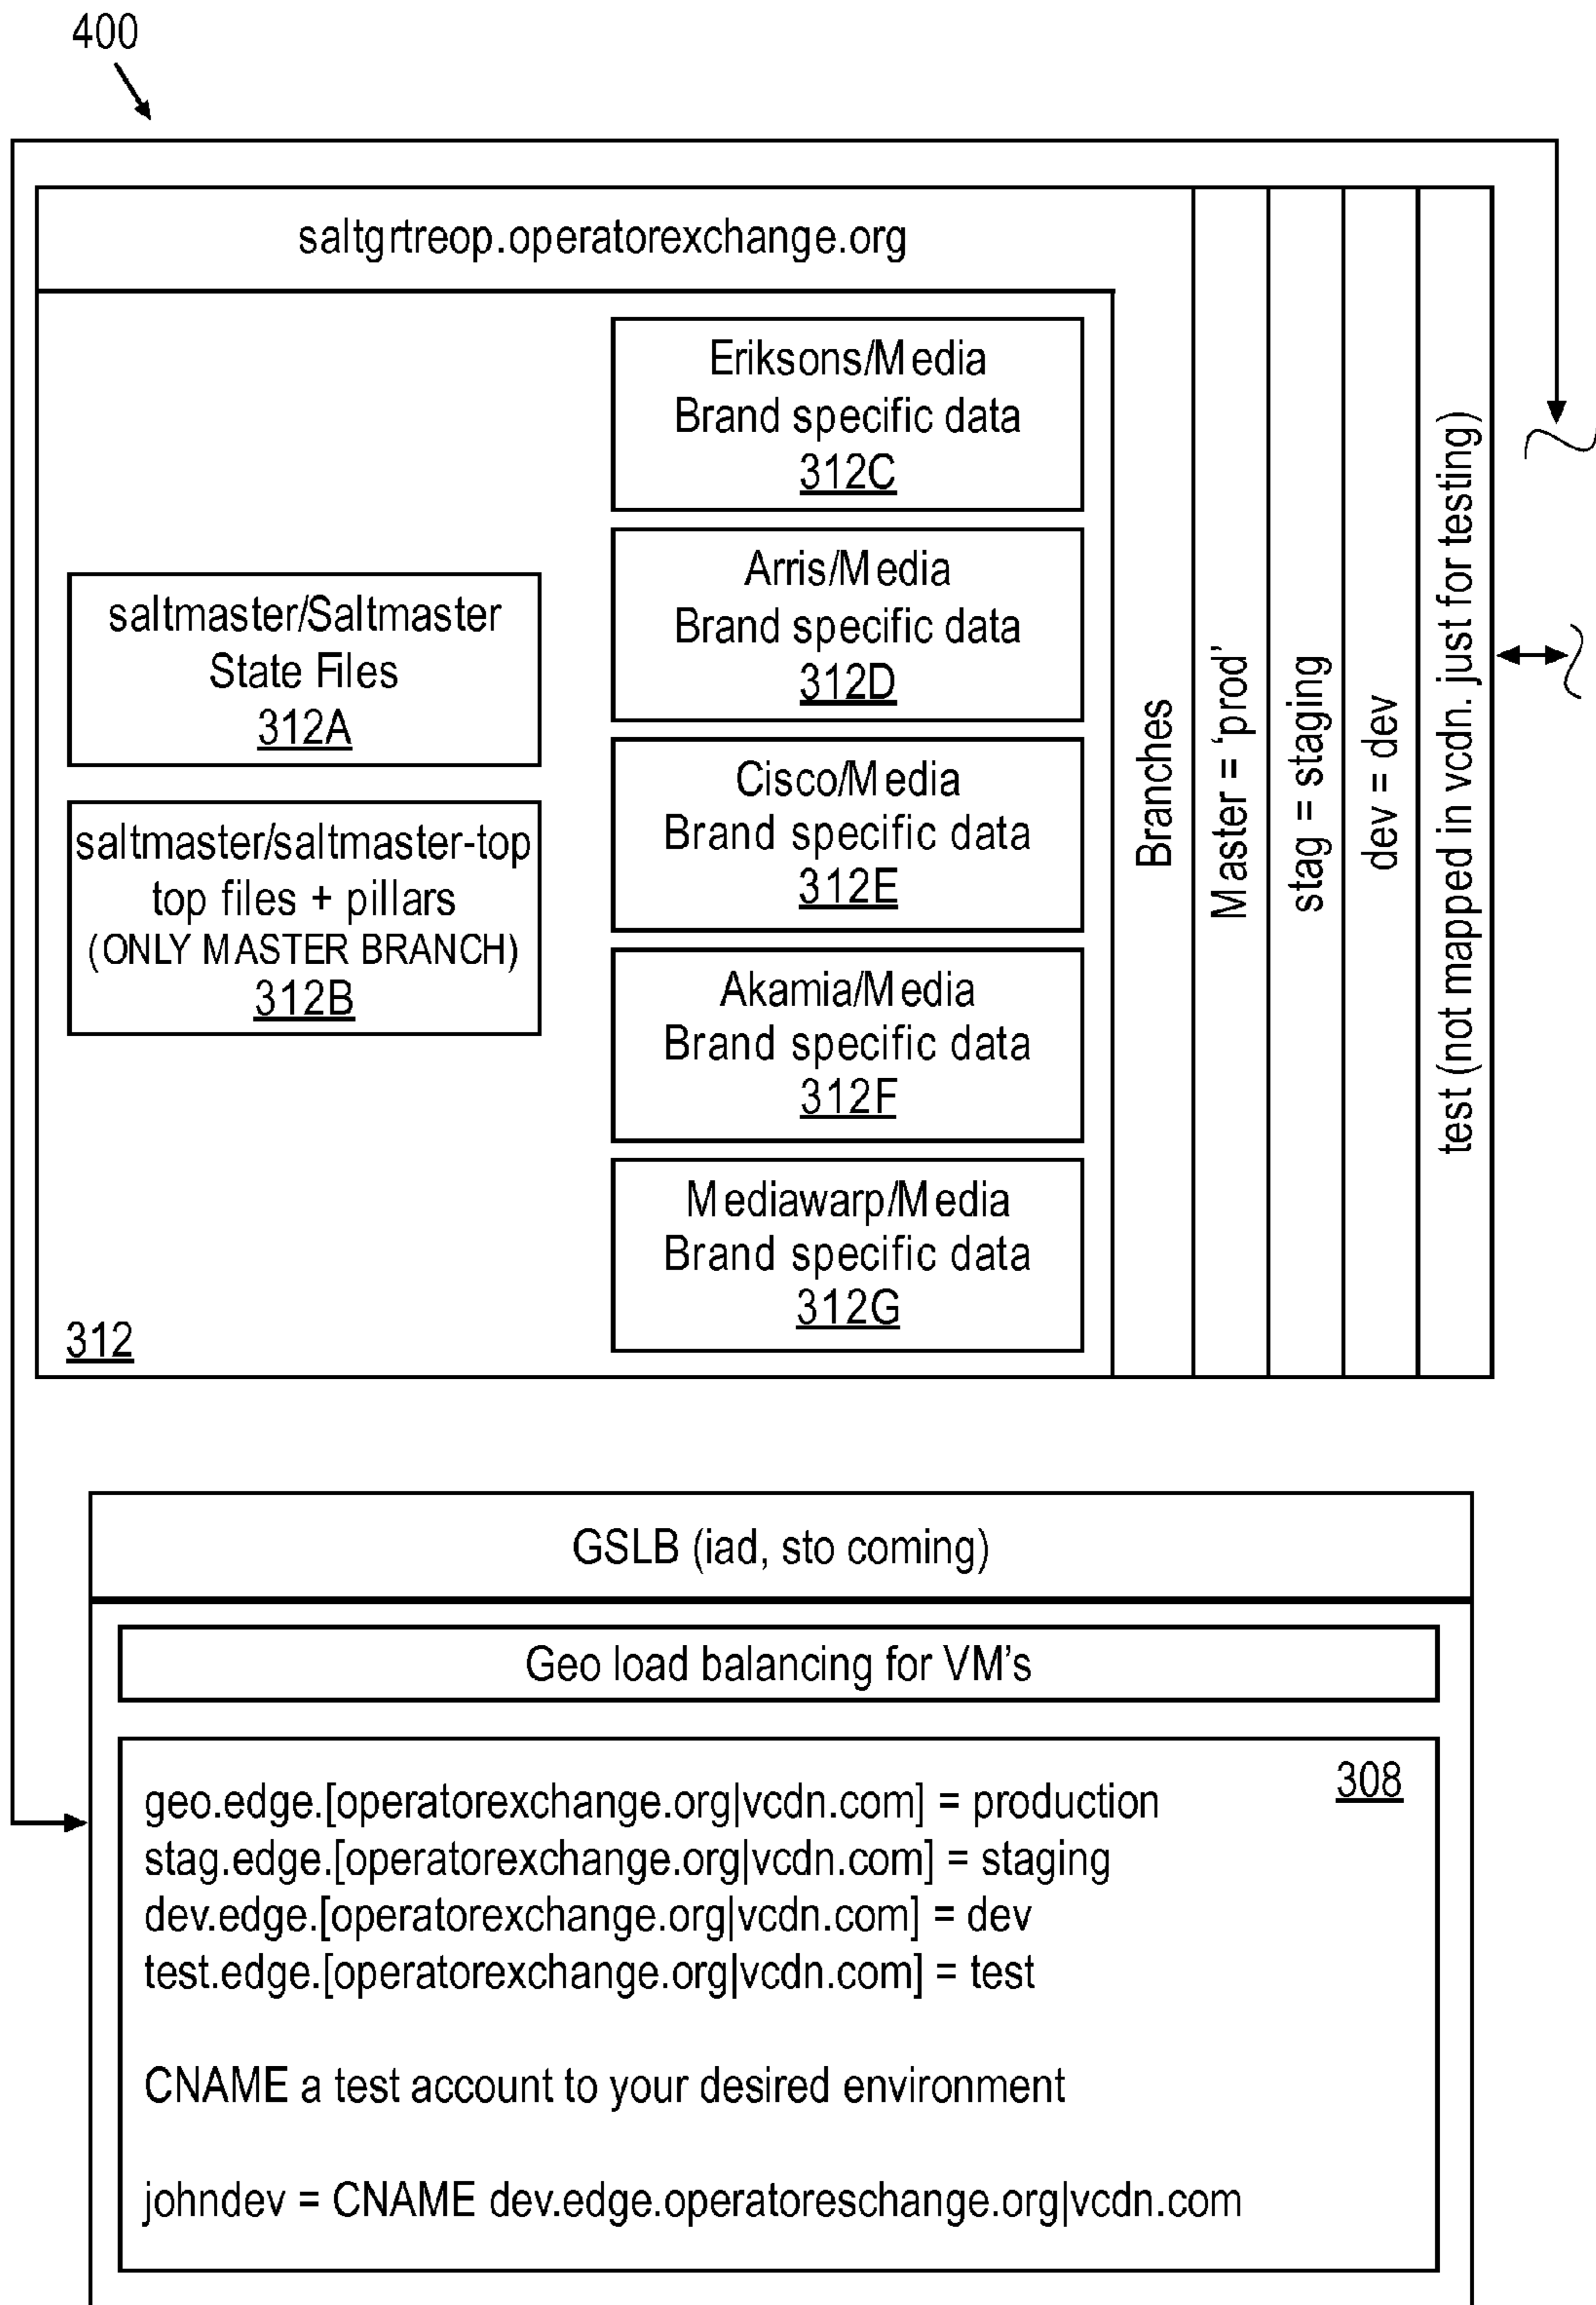 400
saltgrtreop.operatorexchange.org
saltmaster/Saltmaster
State Files
312A
saltmaster/saltmaster-top
top files + pillars
(ONLY MASTER BRANCH)
312B
Eriksons/Media
Brand specific data
312C
Arris/Media
Brand specific data
312D
Cisco/Media
Brand specific data
312E
Akamia/Media
Brand specific data
312F
Mediawarp/Media
Brand specific data
312G
312
Branches
Master = ‘prod’
stag = staging
dev = dev
test (not mapped in vcdn. just for testing)
GSLB (iad, sto coming)
Geo load balancing for VM's
308
geo.edge.[operatorexchange.org|vcdn.com] = production
stag.edge.[operatorexchange.org|vcdn.com] = staging
dev.edge.[operatorexchange.org|vcdn.com] = dev
test.edge.[operatorexchange.org|vcdn.com] = test
CNAME a test account to your desired environment
johndev = CNAME dev.edge.operatoreschange.org|vcdn.com